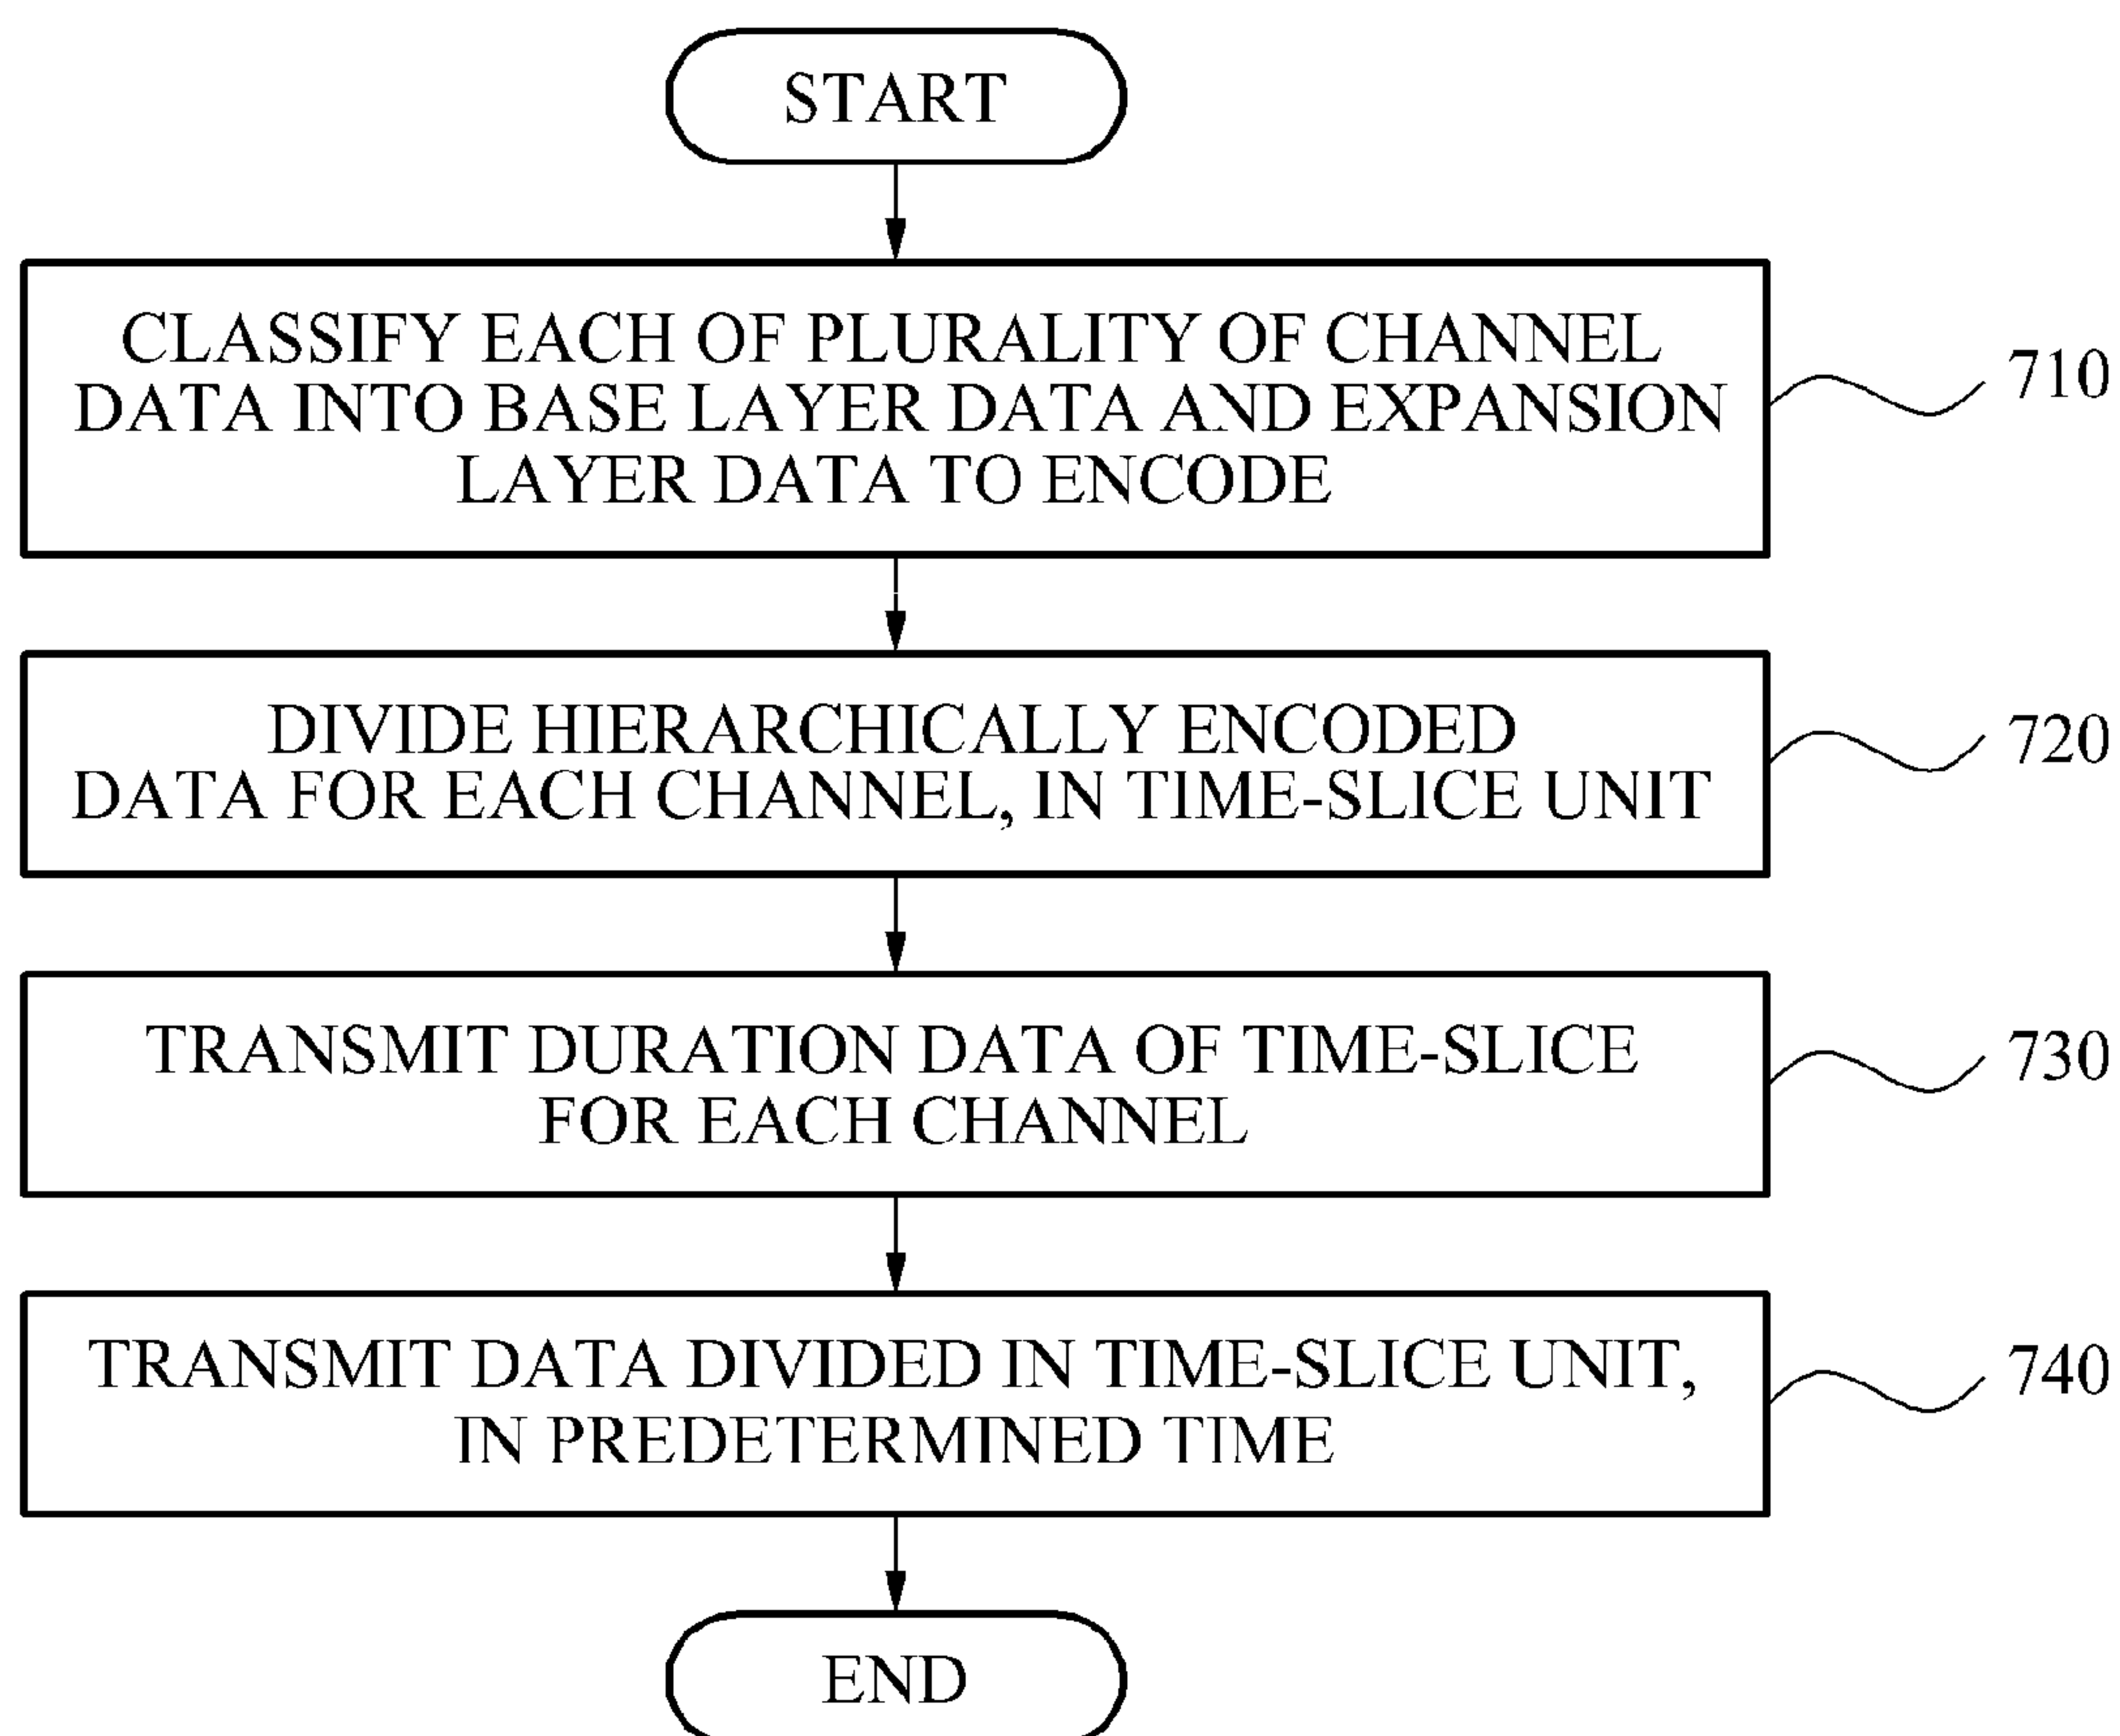 START
CLASSIFY EACH OF PLURALITY OF CHANNEL
DATA INTO BASE LAYER DATA AND EXPANSION
LAYER DATA TO ENCODE
710
DIVIDE HIERARCHICALLY ENCODED
DATA FOR EACH CHANNEL, IN TIME-SLICE UNIT
720
TRANSMIT DURATION DATA OF TIME-SLICE
FOR EACH CHANNEL
730
TRANSMIT DATA DIVIDED IN TIME-SLICE UNIT,
IN PREDETERMINED TIME
740
END